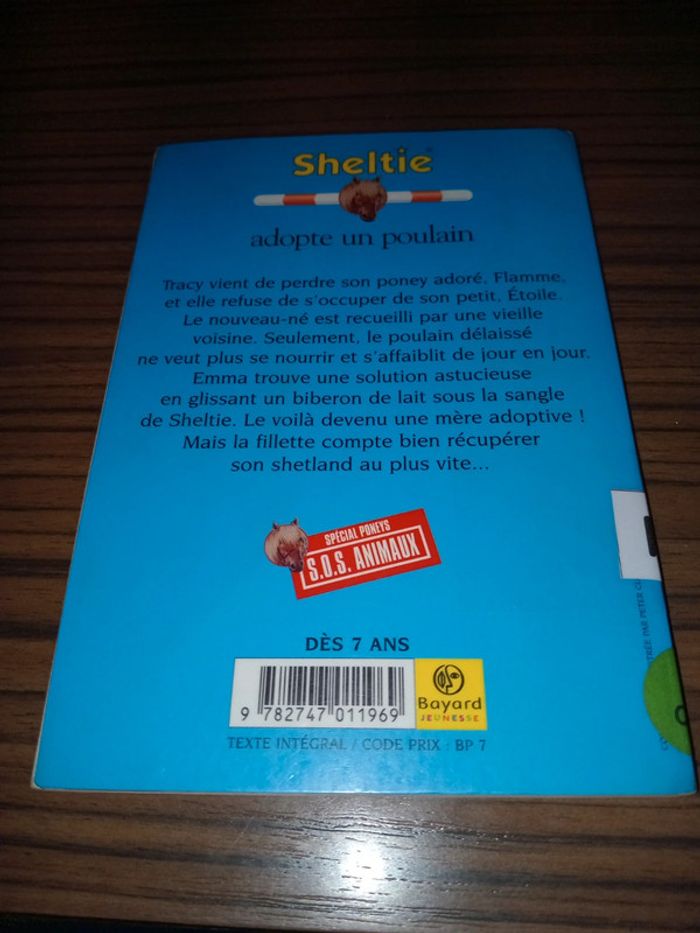 Sheltie
adopte un poulain
Tracy vient de perdre son poney adoré, Flamme,
et elle refuse de s'occuper de son petit, Étoile.
Le nouveau-né est recueilli par une vieille
voisine. Seulement, le poulain délaissé
ne veut plus se nourrir et s'affaiblit de jour en jour.
Emma trouve une solution astucieuse
en glissant un biberon de lait sous la sangle
de Sheltie. Le voilà devenu une mère adoptive !
Mais la fillette compte bien récupérer
son shetland au plus vite...
SPÉCIAL PONEYS
S.O.S. ANIMAUX
DÈS 7 ANS
9 782747 011969
Bayard
JEUNESSE
TEXTE INTÉGRAL / CODE PRIX : BP 7
PAR PETER